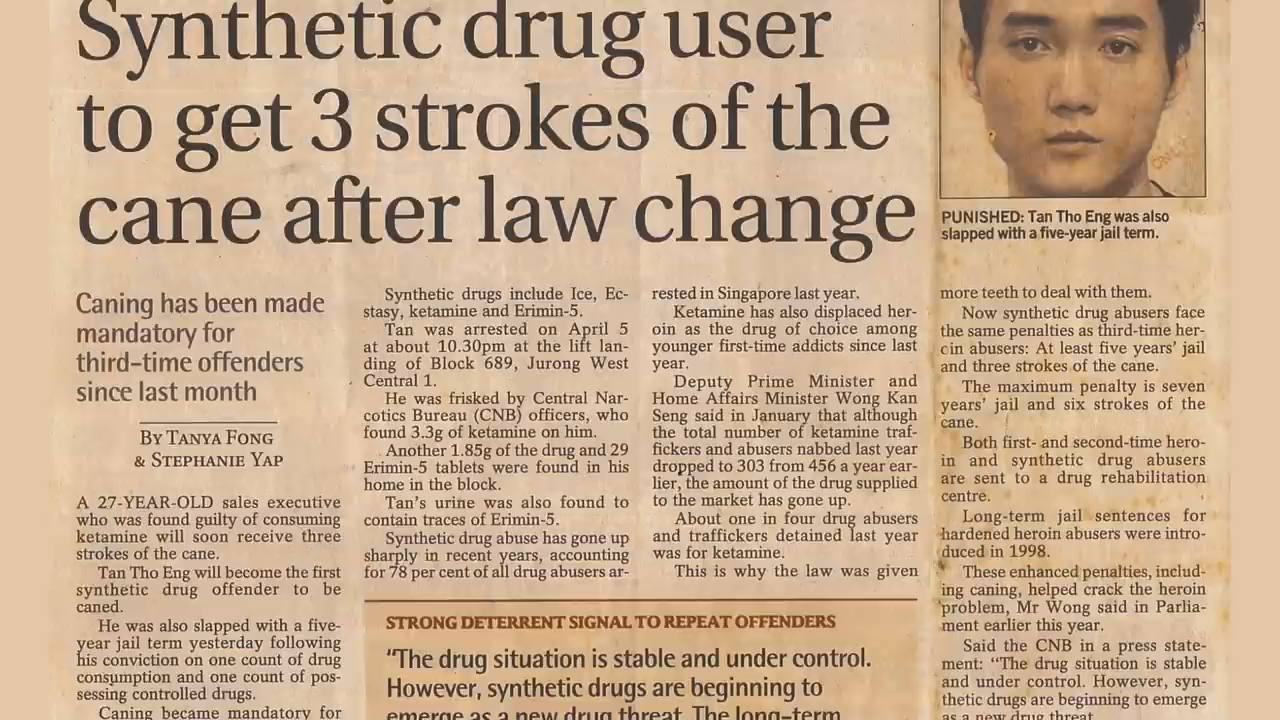 Synthetic drug user
to get 3 strokes of the
cane after law change
PUNISHED: Tan Tho Eng was also
slapped with a five-year jail term.
Caning has been made
mandatory for
third-time offenders
since last month
BY TANYA FONG
& STEPHANIE YAP
A 27-YEAR-OLD sales executive
who was found guilty of consuming
ketamine will soon receive three
strokes of the cane.
Tan Tho Eng will become the first
synthetic drug offender to be
caned.
He was also slapped with a five-
year jail term yesterday following
his conviction on one count of drug
consumption and one count of pos-
sessing controlled drugs.
Caning became mandatory for
Synthetic drugs include Ice, Ec-
stasy, ketamine and Erimin-5.
Tan was arrested on April 5
at about 10.30pm at the lift lan-
ding of Block 689, Jurong West
Central 1.
He was frisked by Central Nar-
cotics Bureau (CNB) officers, who
found 3.3g of ketamine on him.
Another 1.85g of the drug and 29
Erimin-5 tablets were found in his
home in the block.
Tan's urine was also found to
contain traces of Erimin-5.
Synthetic drug abuse has gone up
sharply in recent years, accounting
for 78 per cent of all drug abusers ar-
rested in Singapore last year.
Ketamine has also displaced her-
oin as the drug of choice among
younger first-time addicts since last
year.
Deputy Prime Minister and
Home Affairs Minister Wong Kan
Seng said in January that although
the total number of ketamine traf-
fickers and abusers nabbed last year
dropped to 303 from 456 a year ear-
lier, the amount of the drug supplied
to the market has gone up.
About one in four drug abusers
and traffickers detained last year
was for ketamine.
This is why the law was given
more teeth to deal with them.
Now synthetic drug abusers face
the same penalties as third-time her-
oin abusers: At least five years' jail
and three strokes of the cane.
The maximum penalty is seven
years' jail and six strokes of the
cane.
Both first- and second-time hero-
in and synthetic drug abusers
are sent to a drug rehabilitation
centre.
Long-term jail sentences for
hardened heroin abusers were intro-
duced in 1998.
These enhanced penalties, includ-
ing caning, helped crack the heroin
problem, Mr Wong said in Parlia-
ment earlier this year.
Said the CNB in a press state-
ment: "The drug situation is stable
and under control. However, syn-
thetic drugs are beginning to emerge
as a new drug threat.
STRONG DETERRENT SIGNAL TO REPEAT OFFENDERS
"The drug situation is stable and under control.
However, synthetic drugs are beginning to
emerge as a new drug threat. The long-term